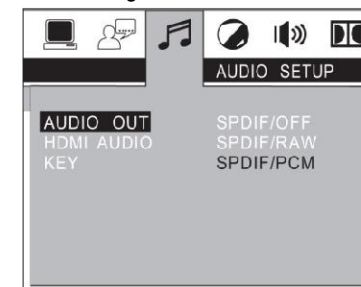 AUDIO SETUP
AUDIO OUT
HDMI AUDIO
KEY
SPDIF/OFF
SPDIF/RAW
SPDIF/PCM